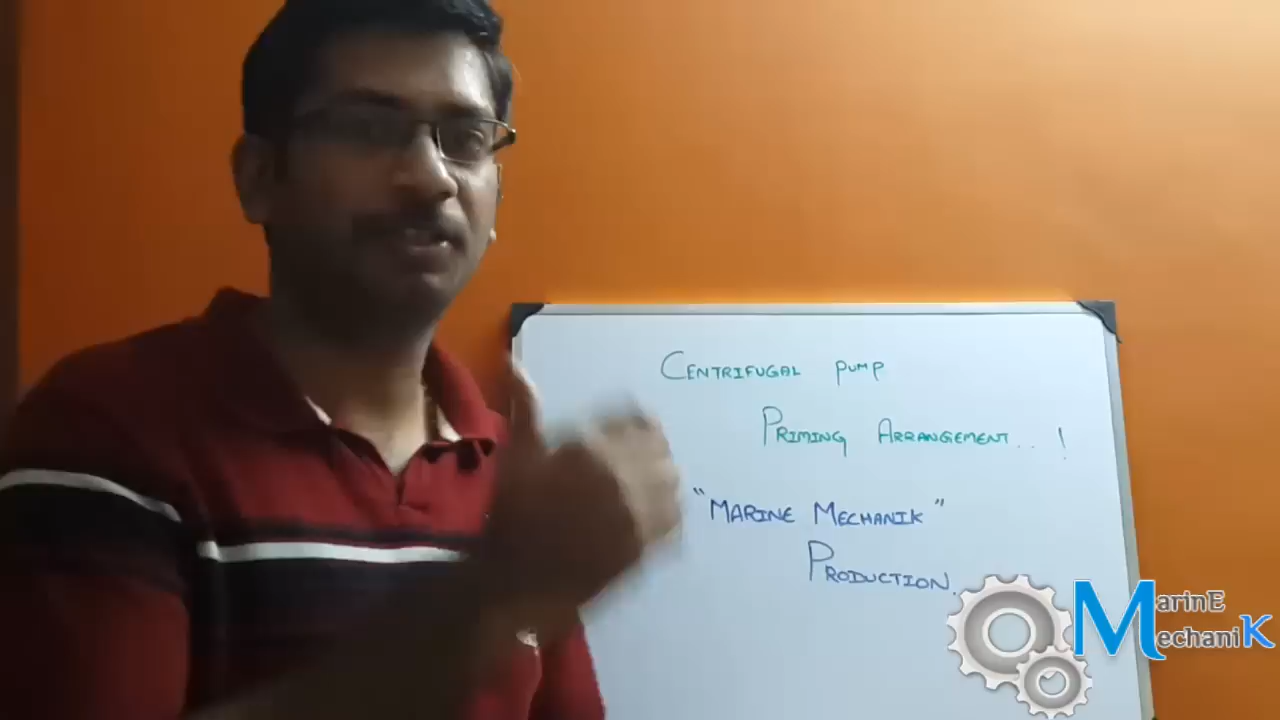 CENTRIFUGAL PUMP
PRIMING ARRANGEMENT.. !
"MARINE MECHANIK"
PRODUCTION.
MarinE
MechaniK